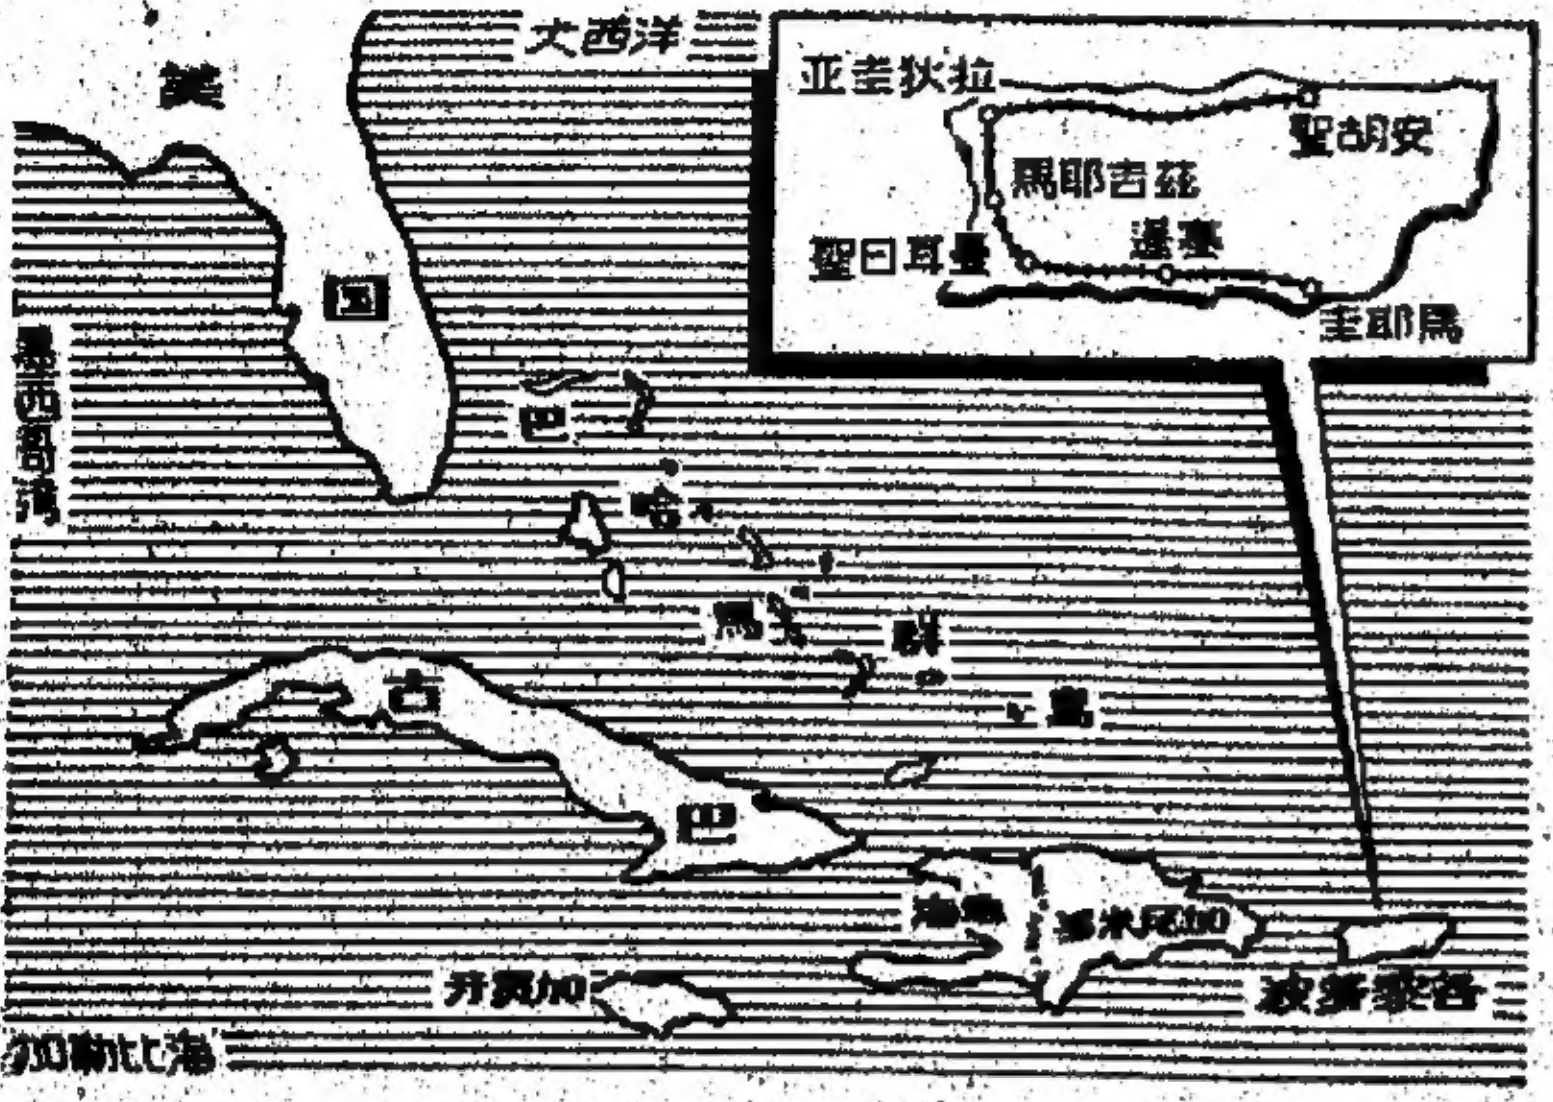 大西洋
美
国
墨西哥湾
亚圭狄拉
聖胡安
馬耶吉兹
聖日耳曼
蓬塞
圭耶馬
巴
哈
馬
群
島
古
巴
海地
多米尼加
牙買加
波多黎各
加勒比海